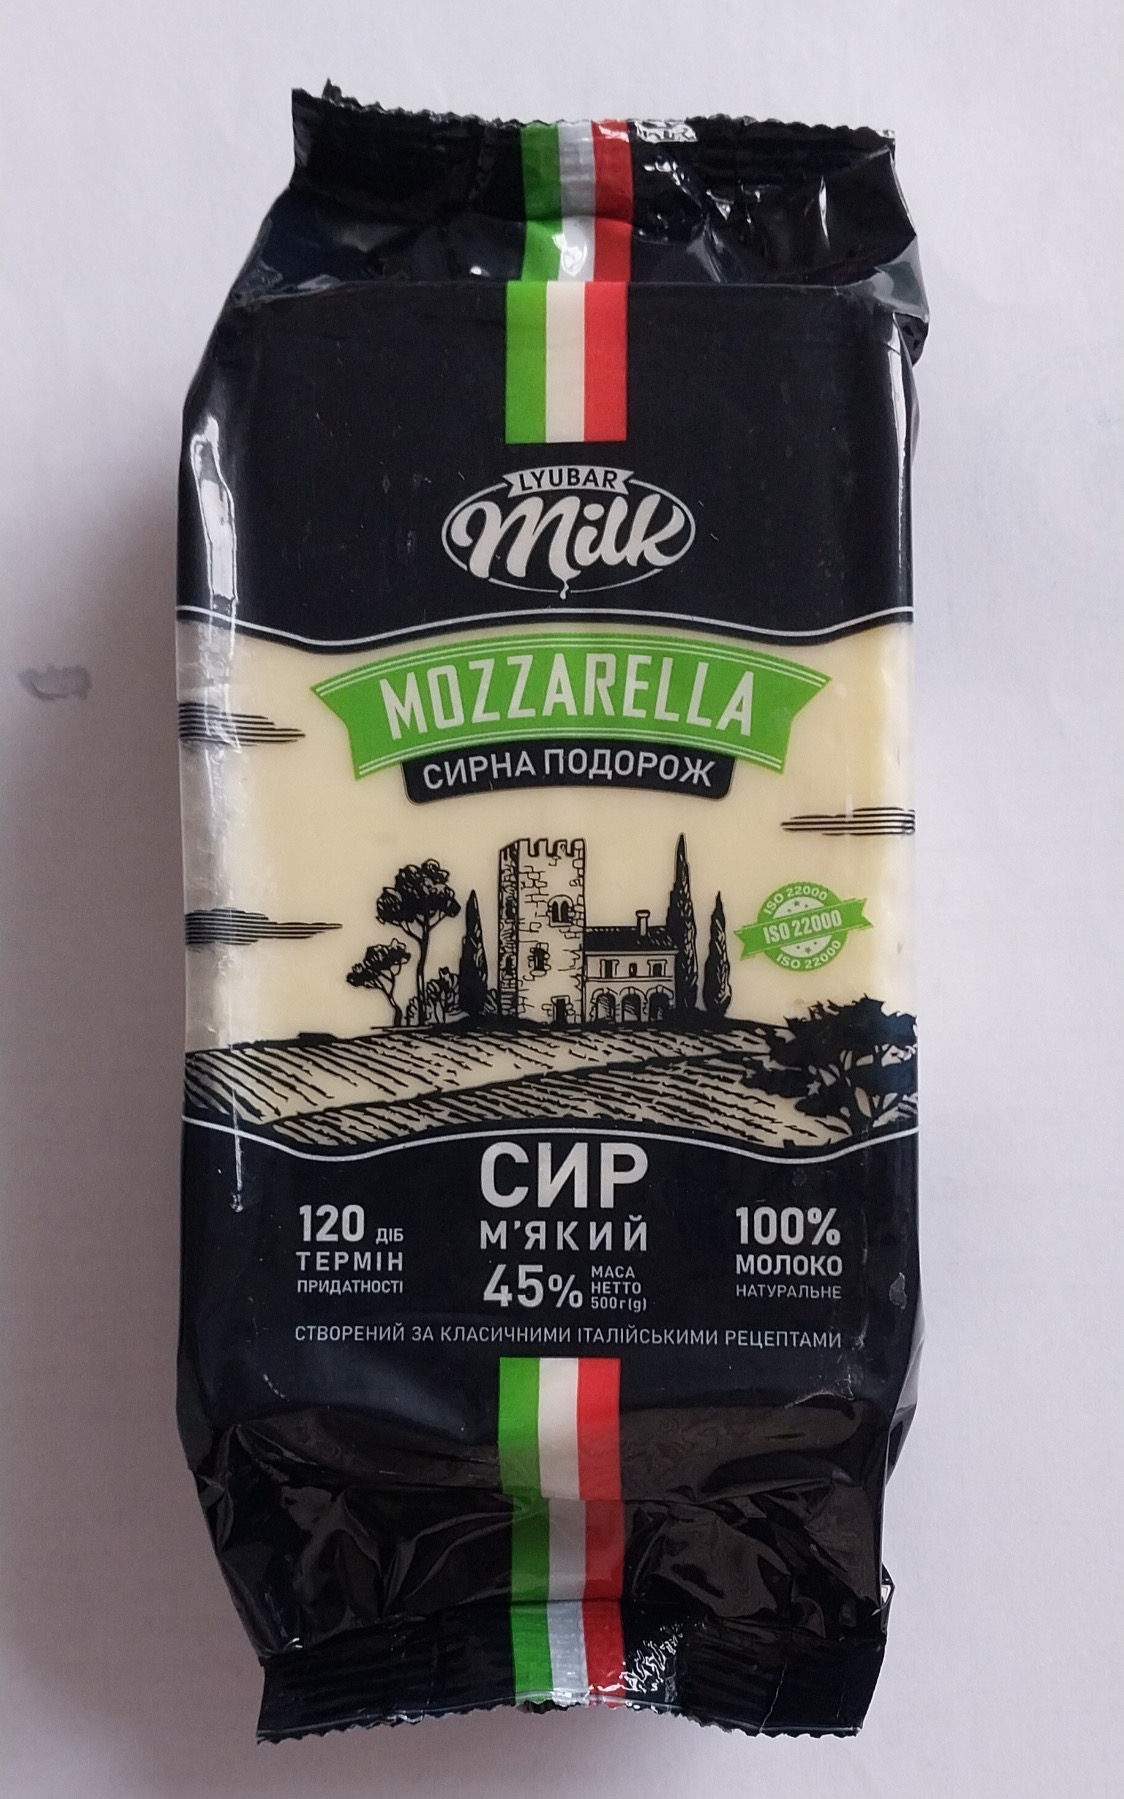 LYUBAR
Milk
MOZZARELLA
СИРНА ПОДОРОЖ
ISO 22000
ISO 22000
ISO 22000
СИР
М'ЯКИЙ
45% МАСА НЕТТО 500г(g)
120 ДІБ
ТЕРМІН
ПРИДАТНОСТІ
100%
МОЛОКО
НАТУРАЛЬНЕ
СТВОРЕНИЙ ЗА КЛАСИЧНИМИ ІТАЛІЙСЬКИМИ РЕЦЕПТАМИ